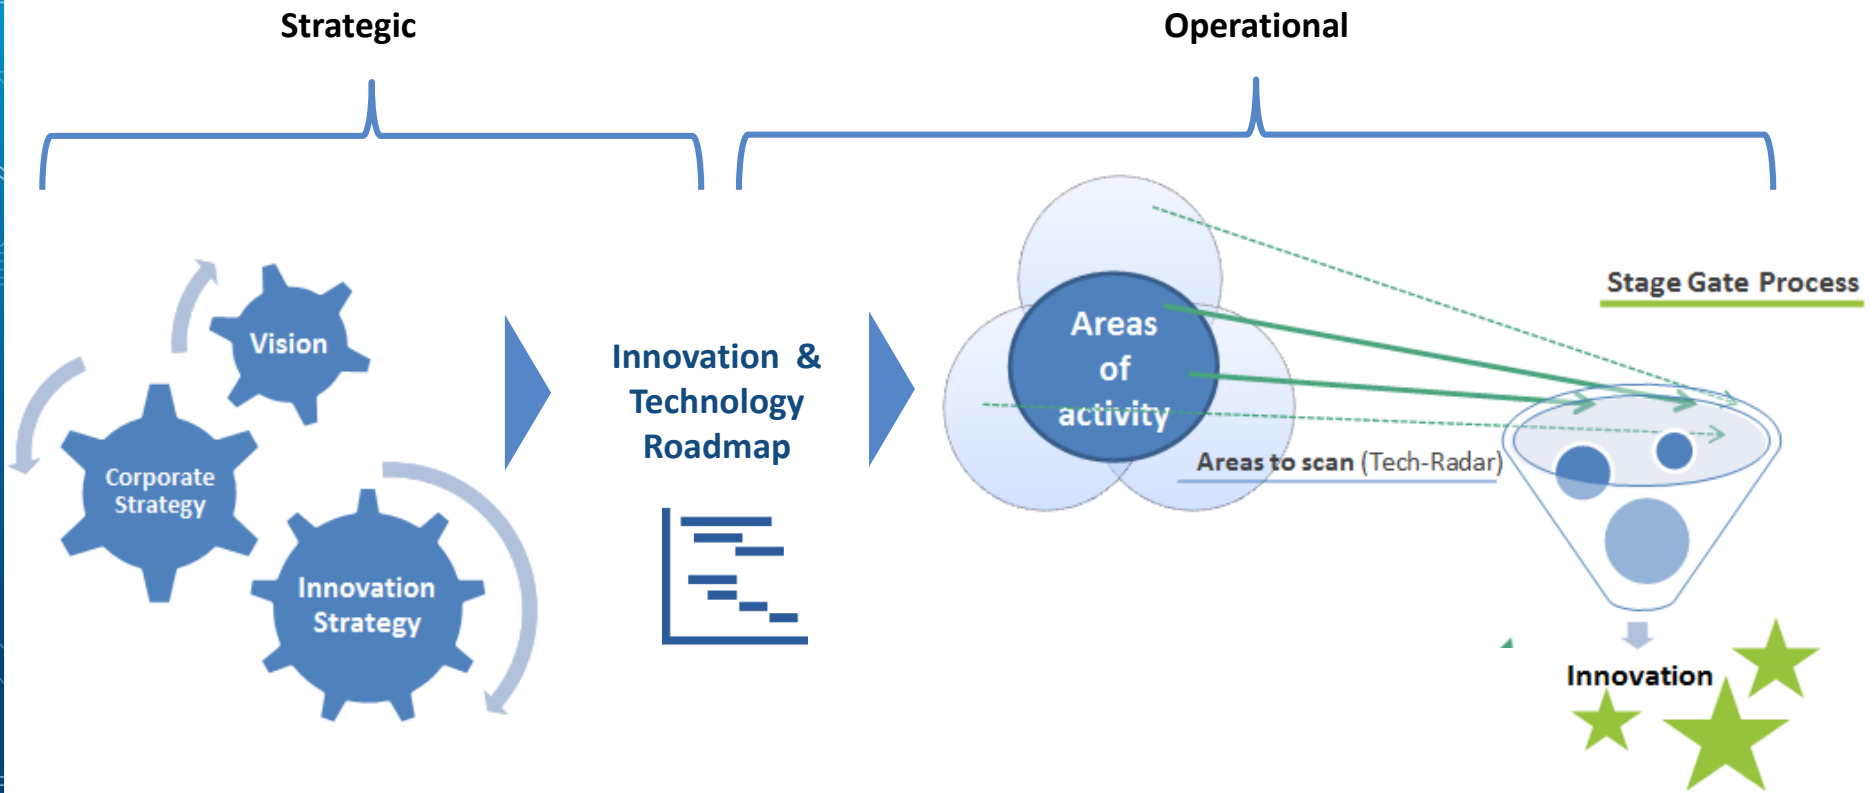 Strategic
Operational
Vision
Corporate
Strategy
Innovation
Strategy
Innovation &
Technology
Roadmap
Areas
of
activity
Areas to scan (Tech-Radar)
Stage Gate Process
Innovation